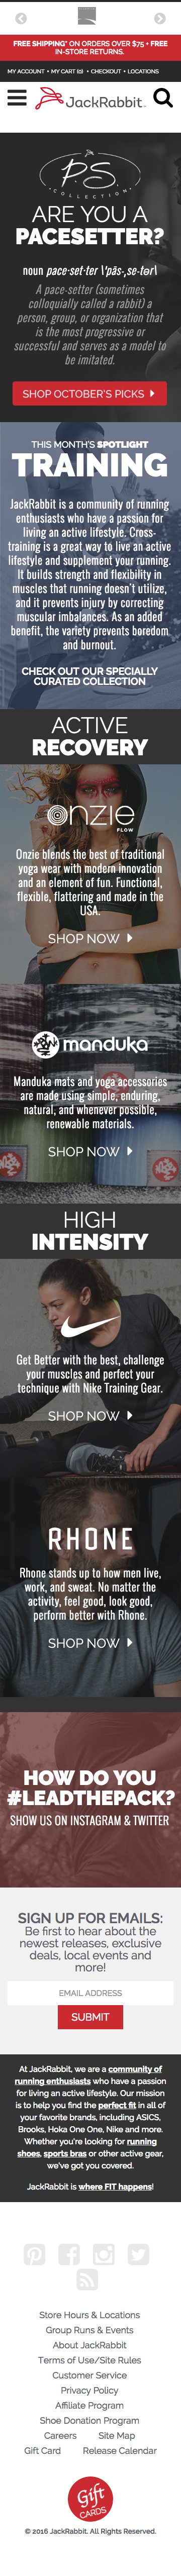 FREE SHIPPING* ON ORDERS OVER $75 + FREE
IN-STORE RETURNS.
MY ACCOUNT • MY CART (0) • CHECKOUT • LOCATIONS
JackRabbit
P.S.
COLLECTION
ARE YOU A
PACESETTER?
noun pace·set·ter \ˈpās-ˌse-tər\
A pace-setter (sometimes
colloquially called a rabbit) a
person, group, or organization that
is the most progressive or
successful and serves as a model to
be imitated.
SHOP OCTOBER'S PICKS
THIS MONTH'S SPOTLIGHT
TRAINING
JackRabbit is a community of running
enthusiasts who have a passion for
living an active lifestyle. Cross-
training is a great way to live an active
lifestyle and supplement your running.
It builds strength and flexibility in
muscles that running doesn't utilize,
and it prevents injury by correcting
muscular imbalances. As an added
benefit, the variety prevents boredom
and burnout.
CHECK OUT OUR SPECIALLY
CURATED COLLECTION
ACTIVE
RECOVERY
onzie
FLOW
Onzie blends the best of traditional
yoga wear with modern innovation
and an element of fun. Functional,
flexible, flattering and made in the
USA.
SHOP NOW
manduka
Manduka mats and yoga accessories
are made using simple, enduring,
natural, and whenever possible,
renewable materials.
SHOP NOW
HIGH
INTENSITY
Get Better with the best, challenge
your muscles and perfect your
technique with Nike Training Gear.
SHOP NOW
RHONE
Rhone stands up to how men live,
work, and sweat. No matter the
activity, feel good, look good,
perform better with Rhone.
SHOP NOW
HOW DO YOU
#LEADTHEPACK?
SHOW US ON INSTAGRAM & TWITTER
SIGN UP FOR EMAILS:
Be first to hear about the
newest releases, exclusive
deals, local events and
more!
EMAIL ADDRESS
SUBMIT
At JackRabbit, we are a community of
running enthusiasts who have a passion
for living an active lifestyle. Our mission
is to help you find the perfect fit in all of
your favorite brands, including ASICS,
Brooks, Hoka One One, Nike and more.
Whether you're looking for running
shoes, sports bras or other active gear,
we've got you covered.
JackRabbit is where FIT happens!
Store Hours & Locations
Group Runs & Events
About JackRabbit
Terms of Use/Site Rules
Customer Service
Privacy Policy
Affiliate Program
Shoe Donation Program
Careers Site Map
Gift Card Release Calendar
Gift
CARDS
© 2016 JackRabbit. All Rights Reserved.